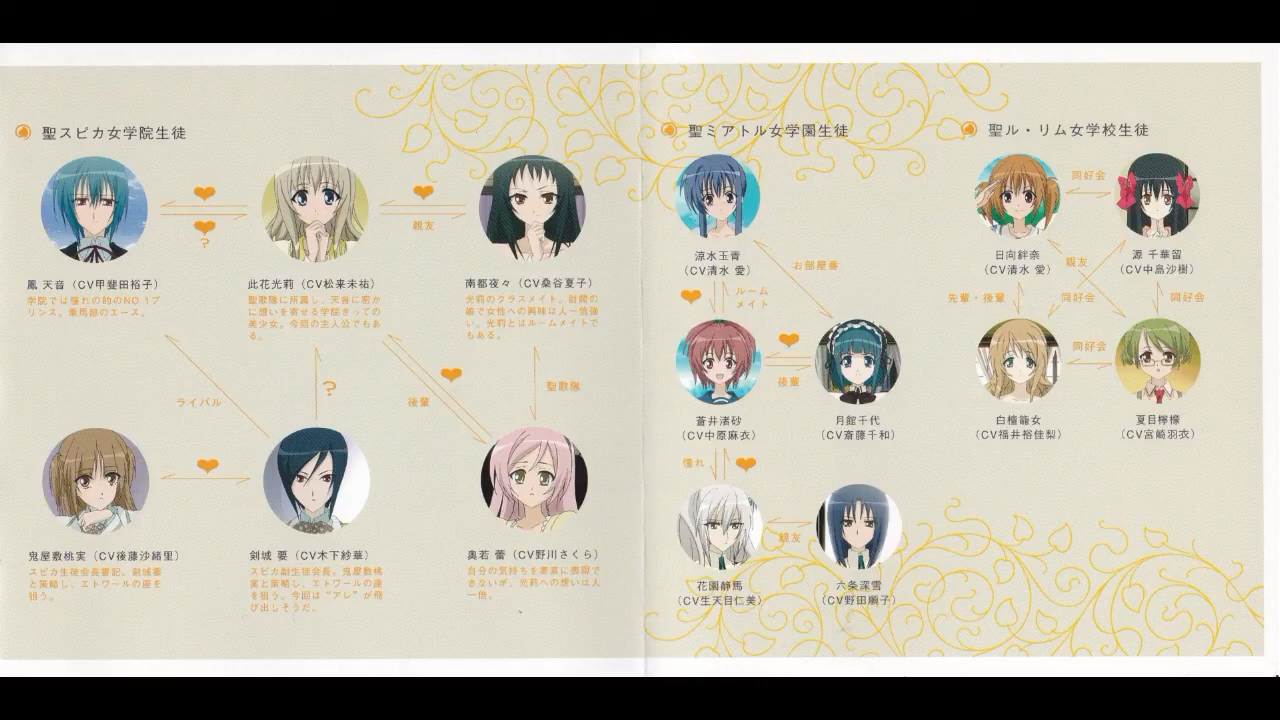 聖スピカ女学院生徒
鳳 天音（CV甲斐田裕子）
学院では憧れの的のNO１プ
リンス。乗馬部のエース。
♥
♥
？
此花光莉（CV松来未祐）
聖歌隊に所属し、天音に密か
に想いを寄せる学院きっての
美少女。今回の主人公でもあ
る。
♥
親友
南都夜々（CV桑谷夏子）
光莉のクラスメイト。財閥の
娘で女性への興味は人一倍強
い。光莉とはルームメイトで
もある。
ライバル
？
後輩
♥
聖歌隊
鬼屋敷桃実（CV後藤沙緒里）
スピカ生徒会長書記。剣城要
と策略し、エトワールの座を
狙う。
♥
剣城 要（CV木下紗華）
スピカ副生徒会長。鬼屋敷桃
実と策略し、エトワールの座
を狙う。今回は“アレ”が飛
び出しそうだ。
奥若 蕾（CV野川さくら）
自分の気持ちを素直に表現で
きないが、光莉への想いは人
一倍。
聖ミアトル女学園生徒
涼水玉青
（CV清水 愛）
お部屋番
♥
ルーム
メイト
蒼井渚砂
（CV中原麻衣）
♥
後輩
月館千代
（CV斎藤千和）
憧れ
♥
花園静馬
（CV生天目仁美）
親友
六条深雪
（CV野田順子）
聖ル・リム女学校生徒
日向絆奈
（CV清水 愛）
同好会
源 千華留
（CV中島沙樹）
親友
先輩・後輩
同好会
同好会
白檀籠女
（CV福井裕佳梨）
同好会
夏目檸檬
（CV宮崎羽衣）